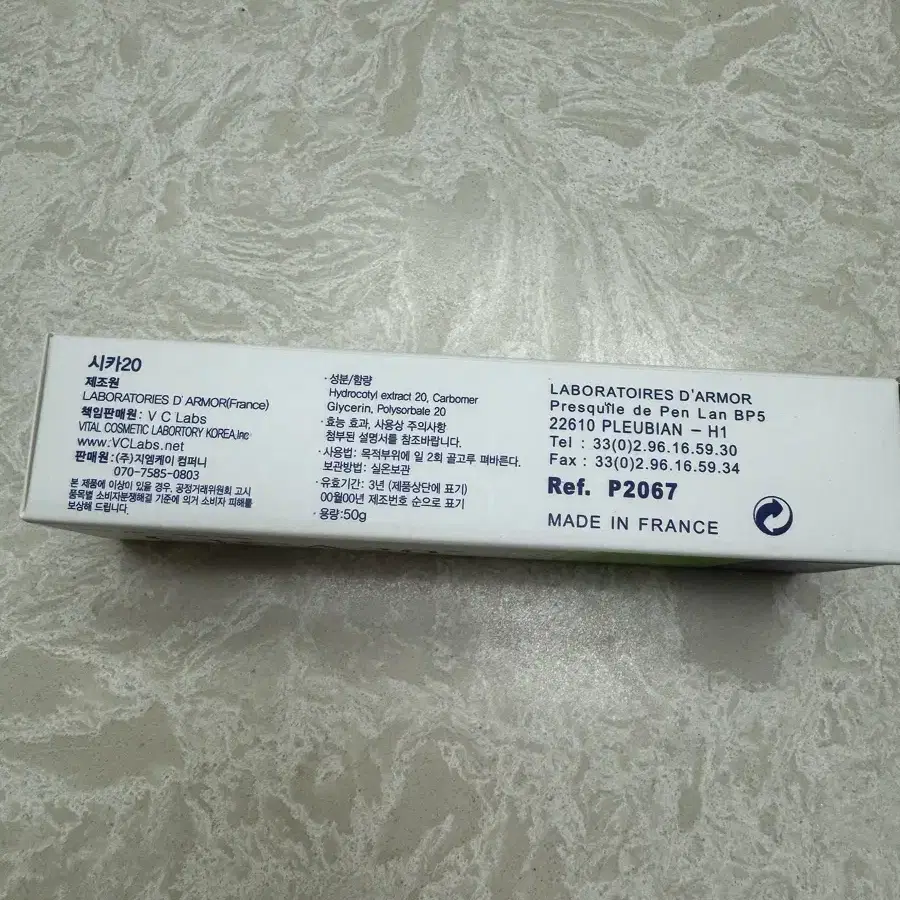 시카20
제조원
LABORATORIES D' ARMOR(France)
책임판매원: V C Labs
VITAL COSMETIC LABORTORY KOREA.Inc
www.VCLabs.net
판매원:(주)지엠케이 컴퍼니
070-7585-0803
본 제품에 이상이 있을 경우, 공정거래위원회 고시
품목별 소비자분쟁해결 기준에 의거 소비자 피해를
보상해 드립니다.
· 성분/함량
Hydrocotyl extract 20, Carbomer
Glycerin, Polysorbale 20
· 효능 효과, 사용상 주의사항
첨부된 설명서를 참조바랍니다.
· 사용법: 목적부위에 일 2회 골고루 펴바른다.
보관방법: 실온보관
· 유효기간: 3년 (제품상단에 표기)
00월00년 제조번호 순으로 표기
· 용량:50g
LABORATOIRES D'ARMOR
Presqu'île de Pen Lan BP5
22610 PLEUBIAN – H1
Tel : 33(0)2.96.16.59.30
Fax : 33(0)2.96.16.59.34
Ref. P2067
MADE IN FRANCE